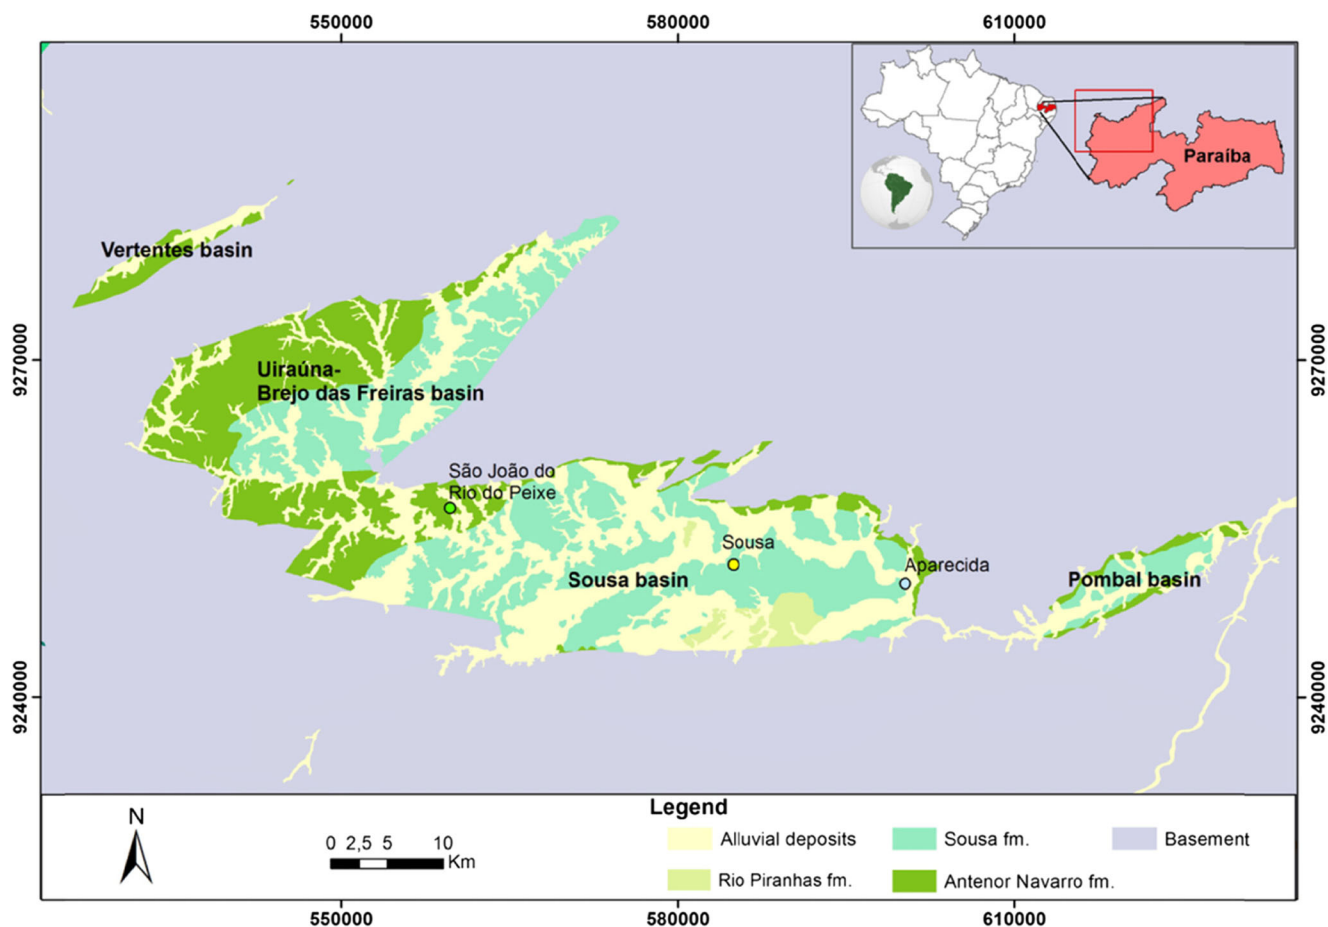 550000 580000 610000
Paraíba
Vertentes basin
9270000 9270000
Uiraúna-
Brejo das Freiras basin
São João do
Rio do Peixe
Sousa
Aparecida
Sousa basin
Pombal basin
9240000 9240000
Legend
N
0 2,5 5 10
Km
Alluvial deposits
Sousa fm.
Basement
Rio Piranhas fm.
Antenor Navarro fm.
550000 580000 610000